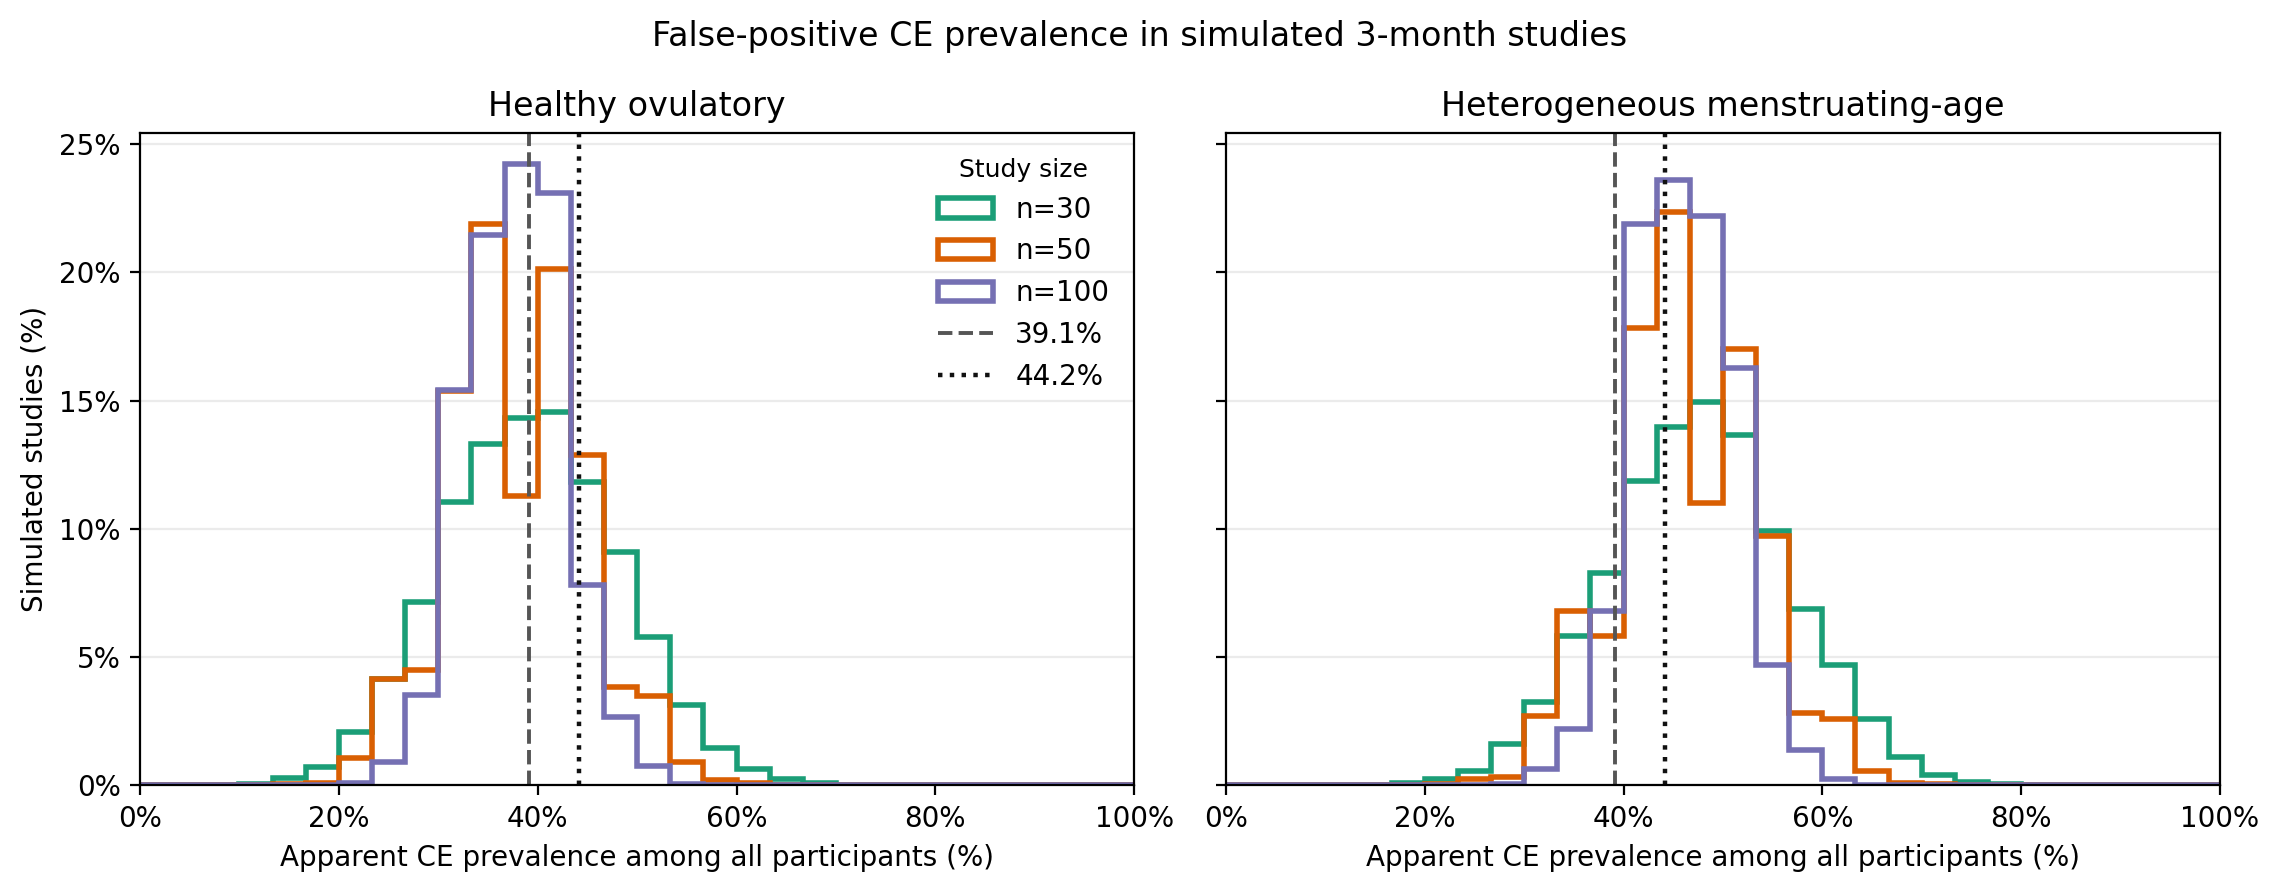 False-positive CE prevalence in simulated 3-month studies
Healthy ovulatory
Heterogeneous menstruating-age
25%
20%
15%
10%
5%
0%
Simulated studies (%)
Study size
n=30
n=50
n=100
39.1%
44.2%
0% 20% 40% 60% 80% 100%
0% 20% 40% 60% 80% 100%
Apparent CE prevalence among all participants (%)
Apparent CE prevalence among all participants (%)